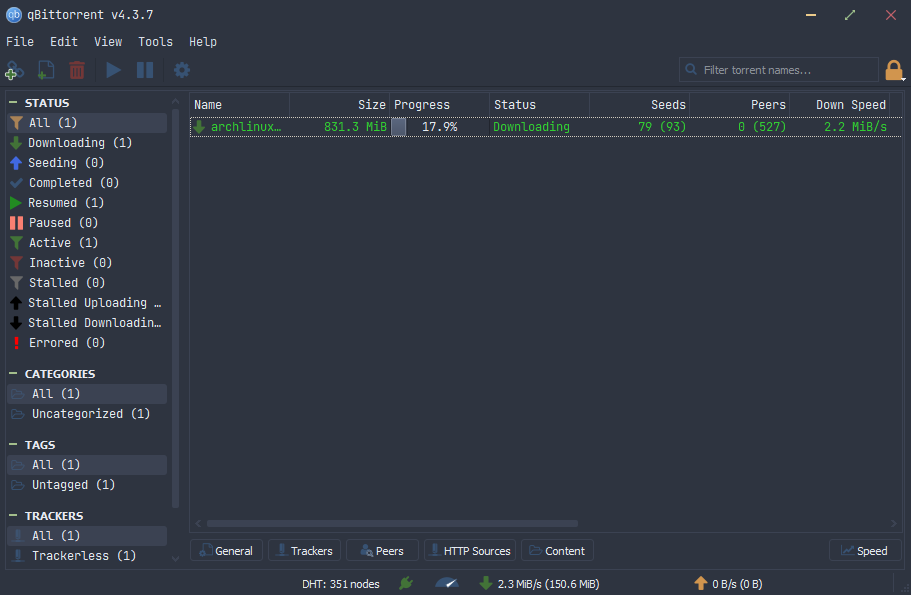 qBittorrent v4.3.7
File Edit View Tools Help
Filter torrent names...
STATUS
All (1)
Downloading (1)
Seeding (0)
Completed (0)
Resumed (1)
Paused (0)
Active (1)
Inactive (0)
Stalled (0)
Stalled Uploading …
Stalled Downloadin…
Errored (0)
CATEGORIES
All (1)
Uncategorized (1)
TAGS
All (1)
Untagged (1)
TRACKERS
All (1)
Trackerless (1)
Name Size Progress Status Seeds Peers Down Speed
archlinux… 831.3 MiB 17.9% Downloading 79 (93) 0 (527) 2.2 MiB/s
General Trackers Peers HTTP Sources Content Speed
DHT: 351 nodes 2.3 MiB/s (150.6 MiB) 0 B/s (0 B)